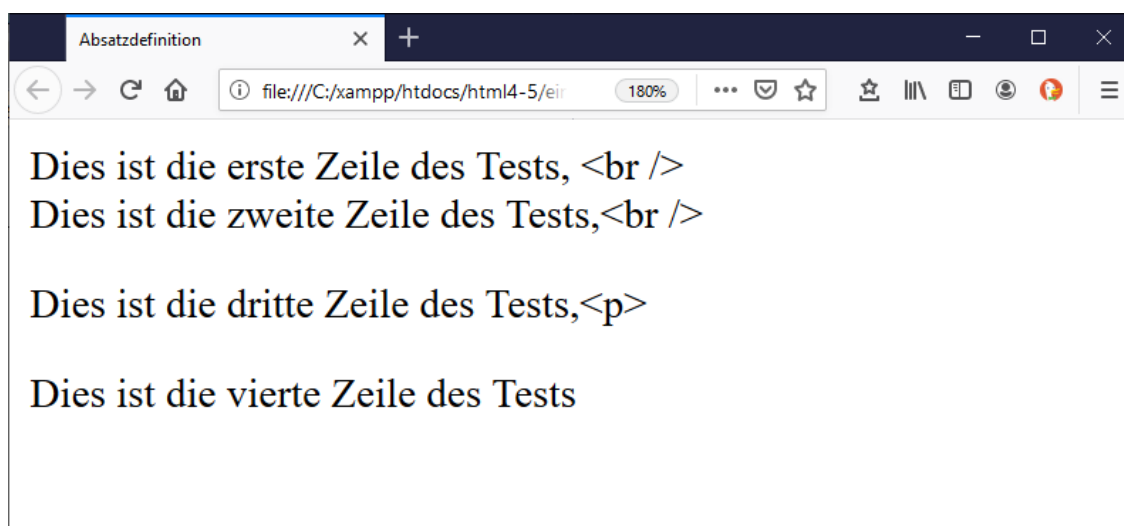 Absatzdefinition
file:///C:/xampp/htdocs/html4-5/ein
180%
Dies ist die erste Zeile des Tests, <br />
Dies ist die zweite Zeile des Tests,<br />
Dies ist die dritte Zeile des Tests,<p>
Dies ist die vierte Zeile des Tests